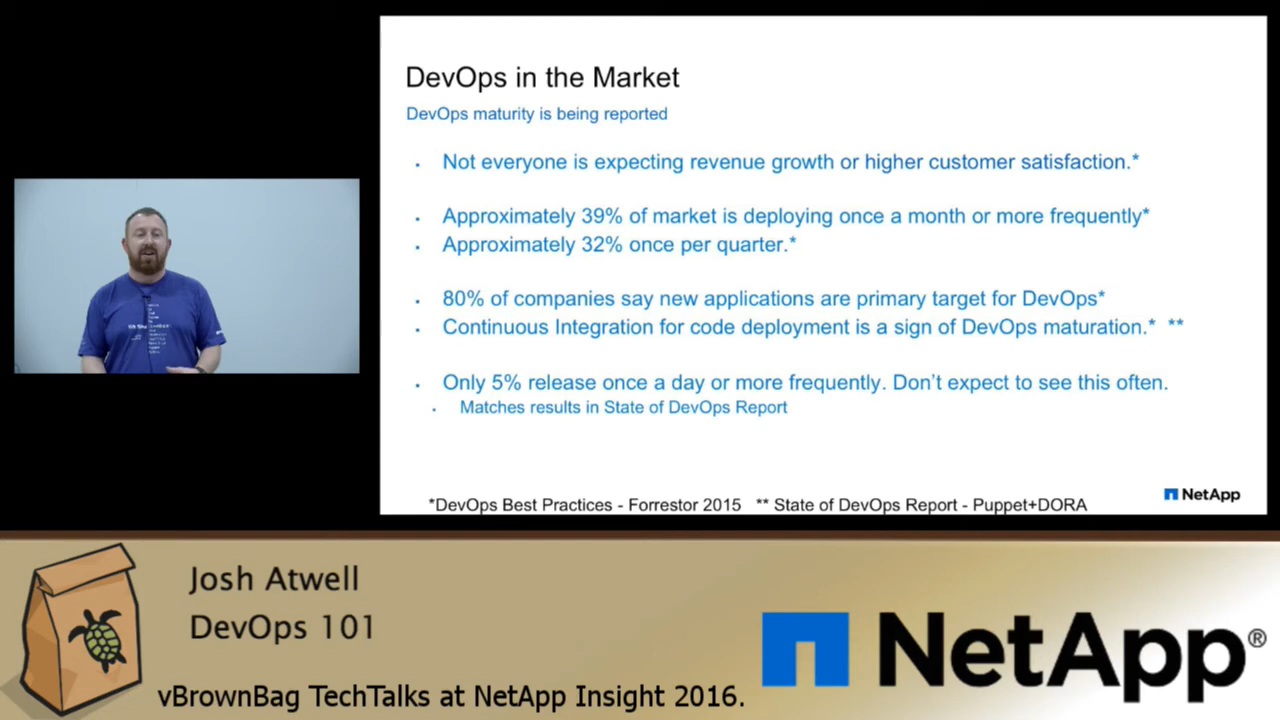 DevOps in the Market
DevOps maturity is being reported
Not everyone is expecting revenue growth or higher customer satisfaction.*
Approximately 39% of market is deploying once a month or more frequently*
Approximately 32% once per quarter.*
80% of companies say new applications are primary target for DevOps*
Continuous Integration for code deployment is a sign of DevOps maturation.* **
Only 5% release once a day or more frequently. Don't expect to see this often.
Matches results in State of DevOps Report
NetApp
*DevOps Best Practices - Forrestor 2015 ** State of DevOps Report - Puppet+DORA
Josh Atwell
DevOps 101
vBrownBag TechTalks at NetApp Insight 2016.
NetApp®